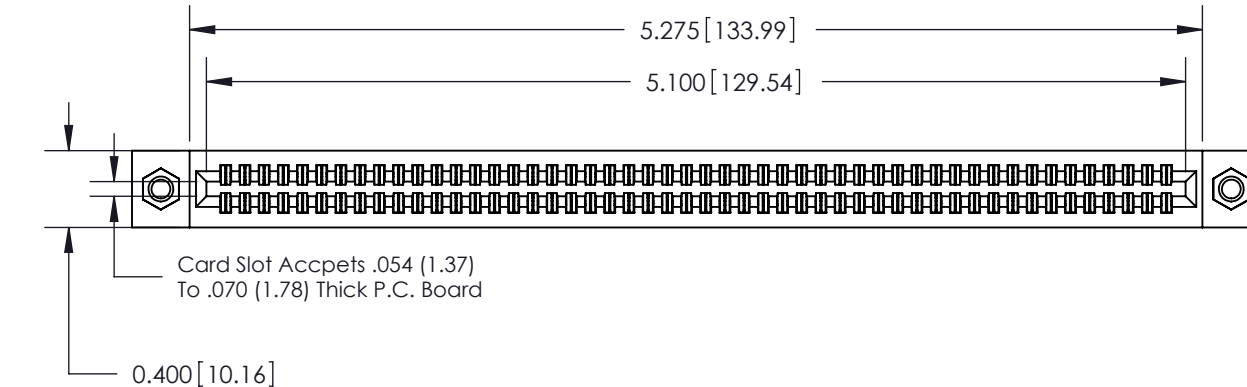 5.275[133.99]
5.100[129.54]
Card Slot Accpets .054 (1.37)
To .070 (1.78) Thick P.C. Board
0.400[10.16]